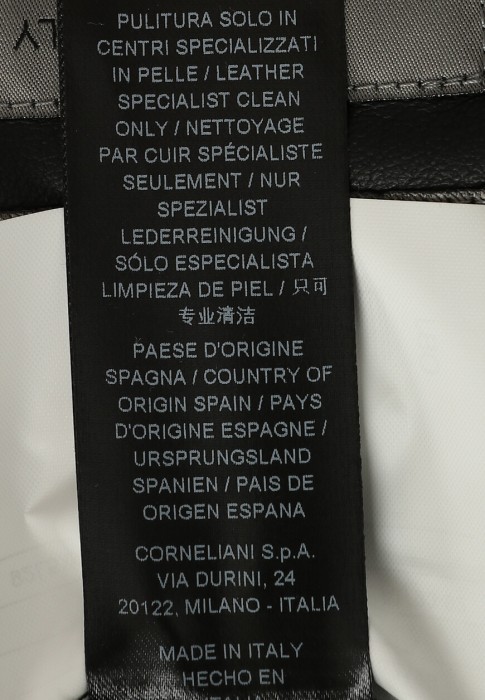 PULITURA SOLO IN
CENTRI SPECIALIZZATI
IN PELLE / LEATHER
SPECIALIST CLEAN
ONLY / NETTOYAGE
PAR CUIR SPÉCIALISTE
SEULEMENT / NUR
SPEZIALIST
LEDERREINIGUNG /
SÓLO ESPECIALISTA
LIMPIEZA DE PIEL / 只可
专业清洁
PAESE D'ORIGINE
SPAGNA / COUNTRY OF
ORIGIN SPAIN / PAYS
D'ORIGINE ESPAGNE /
URSPRUNGSLAND
SPANIEN / PAIS DE
ORIGEN ESPANA
CORNELIANI S.p.A.
VIA DURINI, 24
20122, MILANO - ITALIA
MADE IN ITALY
HECHO EN